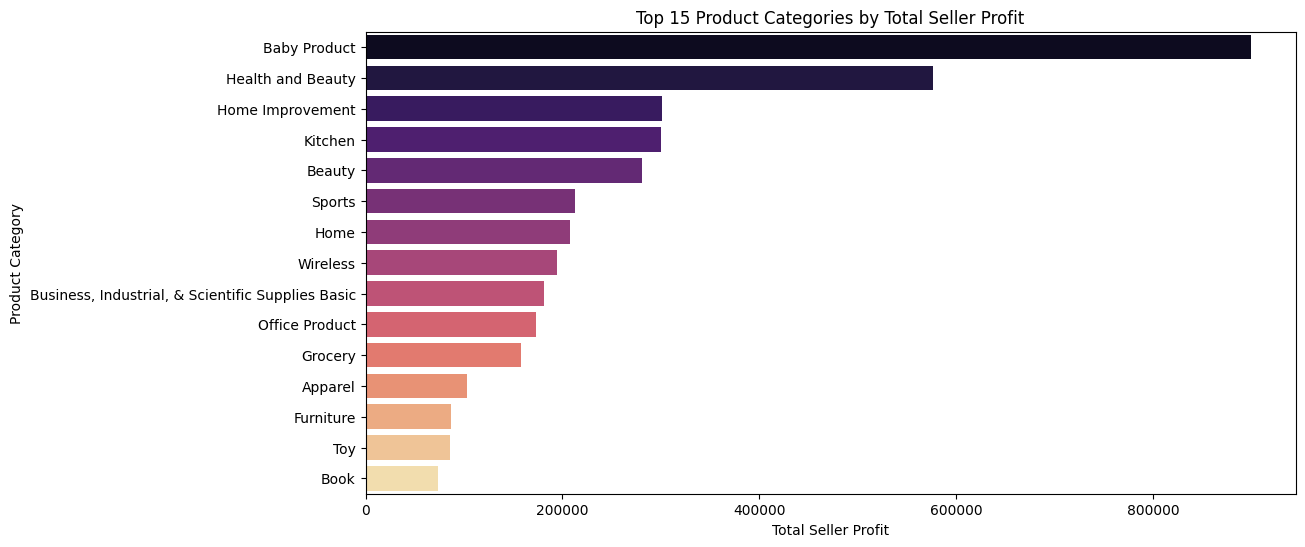 Top 15 Product Categories by Total Seller Profit
Product Category
Baby Product
Health and Beauty
Home Improvement
Kitchen
Beauty
Sports
Home
Wireless
Business, Industrial, & Scientific Supplies Basic
Office Product
Grocery
Apparel
Furniture
Toy
Book
0 200000 400000 600000 800000
Total Seller Profit